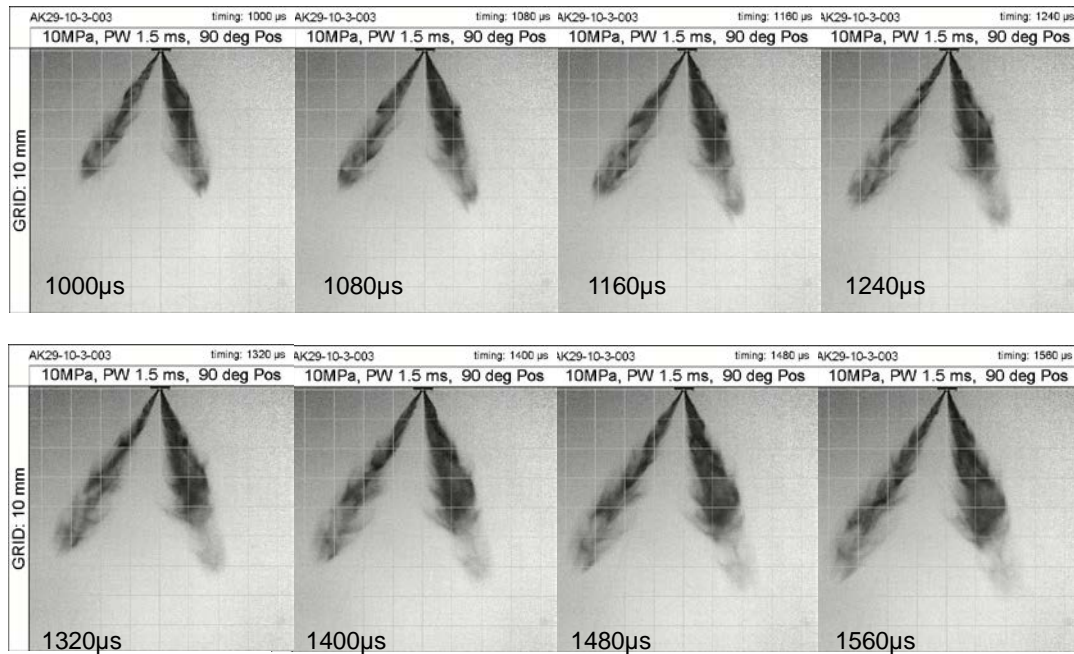 AK29-10-3-003 timing: 1000 µs AK29-10-3-003 timing: 1080 µs AK29-10-3-003 timing: 1160 µs AK29-10-3-003 timing: 1240 µs
10MPa, PW 1.5 ms, 90 deg Pos 10MPa, PW 1.5 ms, 90 deg Pos 10MPa, PW 1.5 ms, 90 deg Pos 10MPa, PW 1.5 ms, 90 deg Pos
GRID: 10 mm
1000µs 1080µs 1160µs 1240µs
AK29-10-3-003 timing: 1320 µs AK29-10-3-003 timing: 1400 µs AK29-10-3-003 timing: 1480 µs AK29-10-3-003 timing: 1560 µs
10MPa, PW 1.5 ms, 90 deg Pos 10MPa, PW 1.5 ms, 90 deg Pos 10MPa, PW 1.5 ms, 90 deg Pos 10MPa, PW 1.5 ms, 90 deg Pos
GRID: 10 mm
1320µs 1400µs 1480µs 1560µs